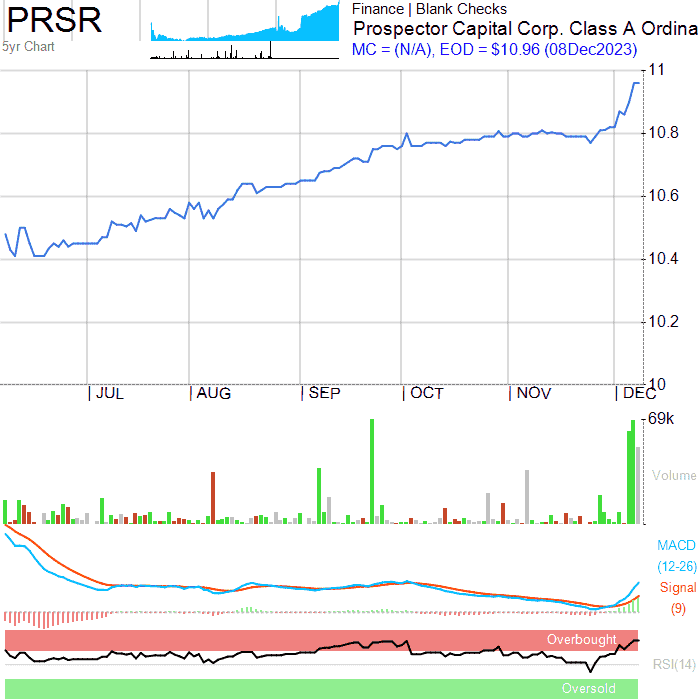 PRSR
5yr Chart
Finance | Blank Checks
Prospector Capital Corp. Class A Ordina
MC = (N/A), EOD = $10.96 (08Dec2023)
11
10.8
10.6
10.4
10.2
10
JUL AUG SEP OCT NOV DEC
69k
Volume
MACD
(12-26)
Signal
(9)
Overbought
RSI(14)
Oversold